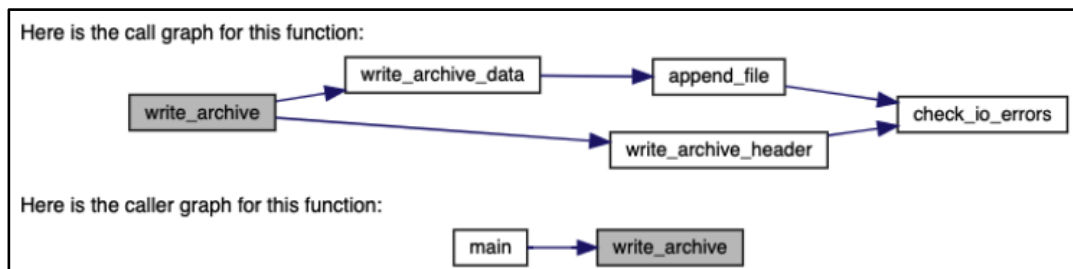 Here is the call graph for this function:
write_archive_data
append_file
write_archive
check_io_errors
write_archive_header
Here is the caller graph for this function:
main
write_archive